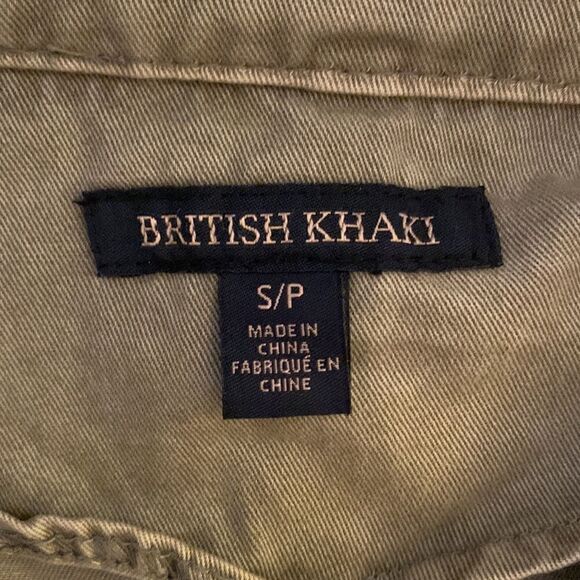 BRITISH KHAKI
S/P
MADE IN
CHINA
FABRIQUÉ EN
CHINE